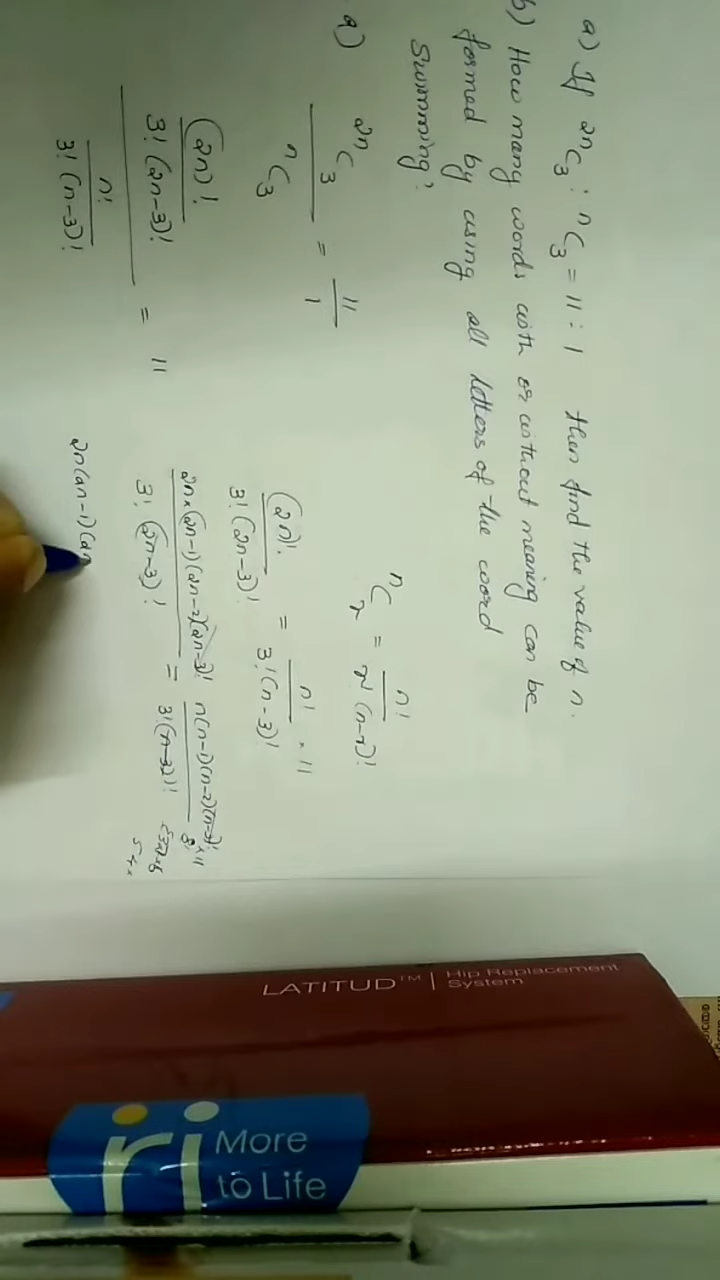 a) If 2nC3 : nC3 = 11 : 1 then find the value of n.
b) How many words with or without meaning can be
formed by using all letters of the word
Swimming?
a)
2nC3 / nC3 = 11 / 1
(2n)! / 3! (2n-3)!
n! / 3! (n-3)!
= 11
nCr = n! / r! (n-r)!
(2n)! / 3! (2n-3)! = n! / 3! (n-3)! × 11
2n×(2n-1)(2n-2)(2n-3)! / 3! (2n-3)! = n(n-1)(n-2)(n-3)! × 11 / 3! (n-3)!
2n(2n-1)(2n
LATITUD™ | Hip Replacement
System
ri More
to Life